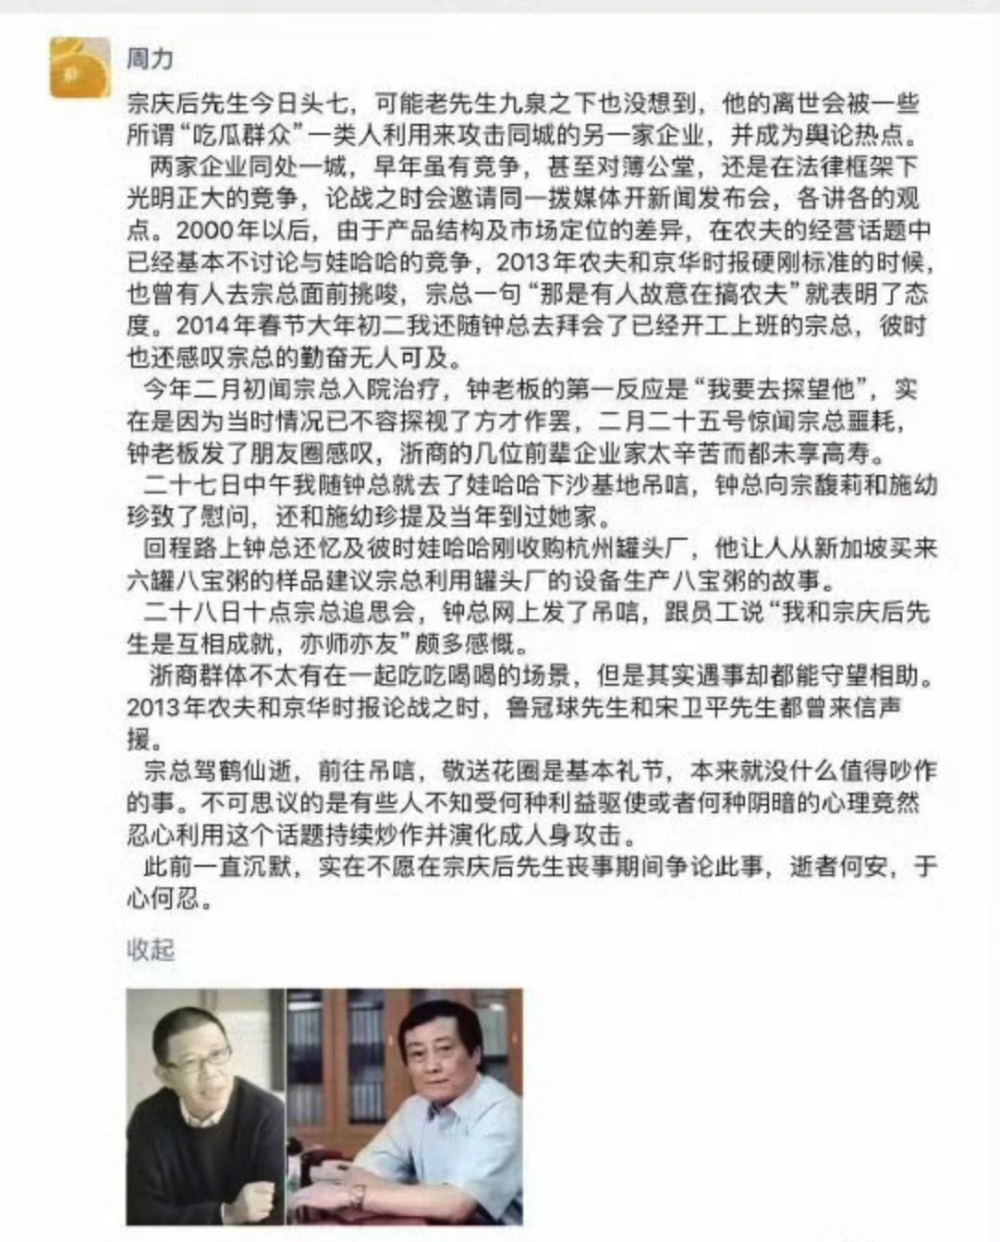 周力
宗庆后先生今日头七，可能老先生九泉之下也没想到，他的离世会被一些
所谓“吃瓜群众”一类人利用来攻击同城的另一家企业，并成为舆论热点。
两家企业同处一城，早年虽有竞争，甚至对簿公堂，还是在法律框架下
光明正大的竞争，论战之时会邀请同一拨媒体开新闻发布会，各讲各的观
点。2000年以后，由于产品结构及市场定位的差异，在农夫的经营话题中
已经基本不讨论与娃哈哈的竞争，2013年农夫和京华时报硬刚标准的时候，
也曾有人去宗总面前挑唆，宗总一句“那是有人故意在搞农夫”就表明了态
度。2014年春节大年初二我还随钟总去拜会了已经开工上班的宗总，彼时
也还感叹宗总的勤奋无人可及。
今年二月初闻宗总入院治疗，钟老板的第一反应是“我要去探望他”，实
在是因为当时情况已不容探视了方才作罢，二月二十五号惊闻宗总噩耗，
钟老板发了朋友圈感叹，浙商的几位前辈企业家太辛苦而都未享高寿。
二十七日中午我随钟总就去了娃哈哈下沙基地吊唁，钟总向宗馥莉和施幼
珍致了慰问，还和施幼珍提及当年到过她家。
回程路上钟总还忆及彼时娃哈哈刚收购杭州罐头厂，他让人从新加坡买来
六罐八宝粥的样品建议宗总利用罐头厂的设备生产八宝粥的故事。
二十八日十点宗总追思会，钟总网上发了吊唁，跟员工说“我和宗庆后先
生是互相成就，亦师亦友”颇多感慨。
浙商群体不太有在一起吃吃喝喝的场景，但是其实遇事却都能守望相助。
2013年农夫和京华时报论战之时，鲁冠球先生和宋卫平先生都曾来信声
援。
宗总驾鹤仙逝，前往吊唁，敬送花圈是基本礼节，本来就没什么值得吵作
的事。不可思议的是有些人不知受何种利益驱使或者何种阴暗的心理竟然
忍心利用这个话题持续炒作并演化成人身攻击。
此前一直沉默，实在不愿在宗庆后先生丧事期间争论此事，逝者何安，于
心何忍。
收起